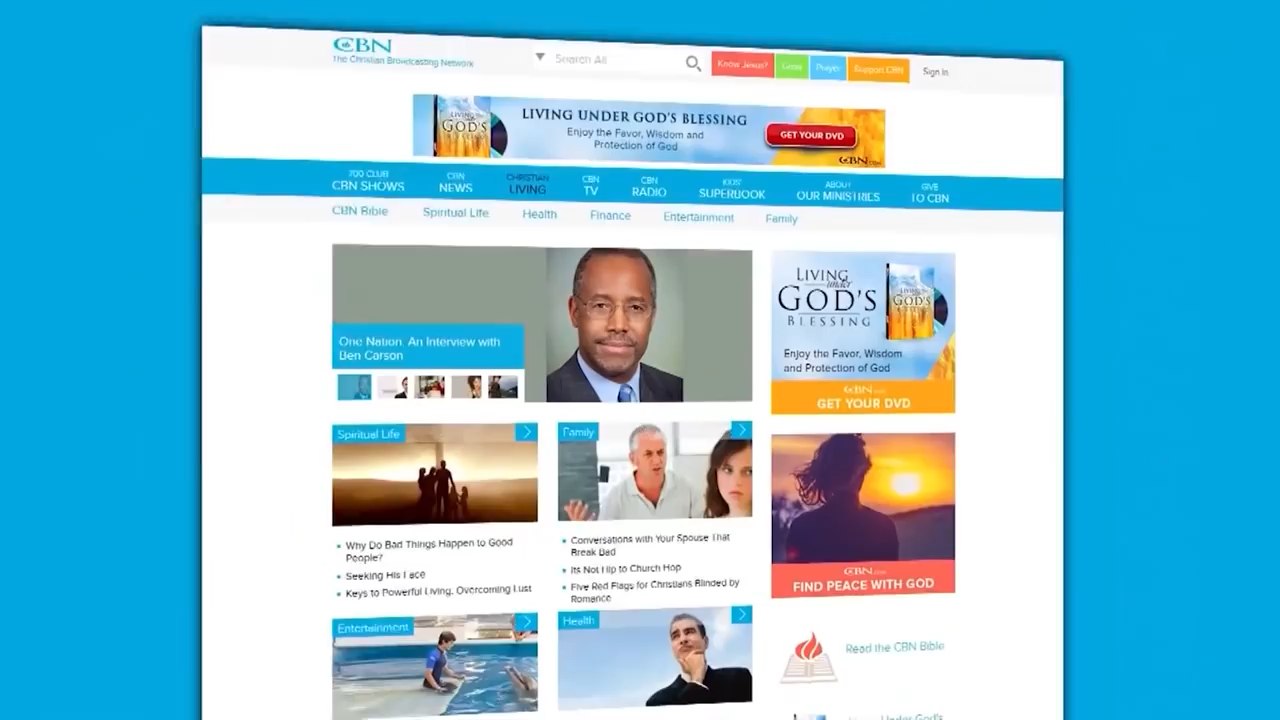 CBN
The Christian Broadcasting Network
Search All
Know Jesus?
Prayer
Support CBN
Sign In
LIVING UNDER GOD'S BLESSING
Enjoy the Favor, Wisdom and
Protection of God
GET YOUR DVD
CBN.com
700 CLUB
CBN SHOWS
CBN
NEWS
CHRISTIAN
LIVING
CBN
TV
CBN
RADIO
KIDS'
SUPERBOOK
ABOUT
OUR MINISTRIES
GIVE
TO CBN
CBN Bible
Spiritual Life
Health
Finance
Entertainment
Family
One Nation: An Interview with
Ben Carson
LIVING
under
GOD'S
BLESSING
Enjoy the Favor, Wisdom
and Protection of God
CBN.com
GET YOUR DVD
Spiritual Life
Why Do Bad Things Happen to Good
People?
Seeking His Face
Keys to Powerful Living: Overcoming Lust
Family
Conversations with Your Spouse That
Break Bad
Its Not Hip to Church Hop
Five Red Flags for Christians Blinded by
Romance
CBN.com
FIND PEACE WITH GOD
Entertainment
Health
Read the CBN Bible
Under God's